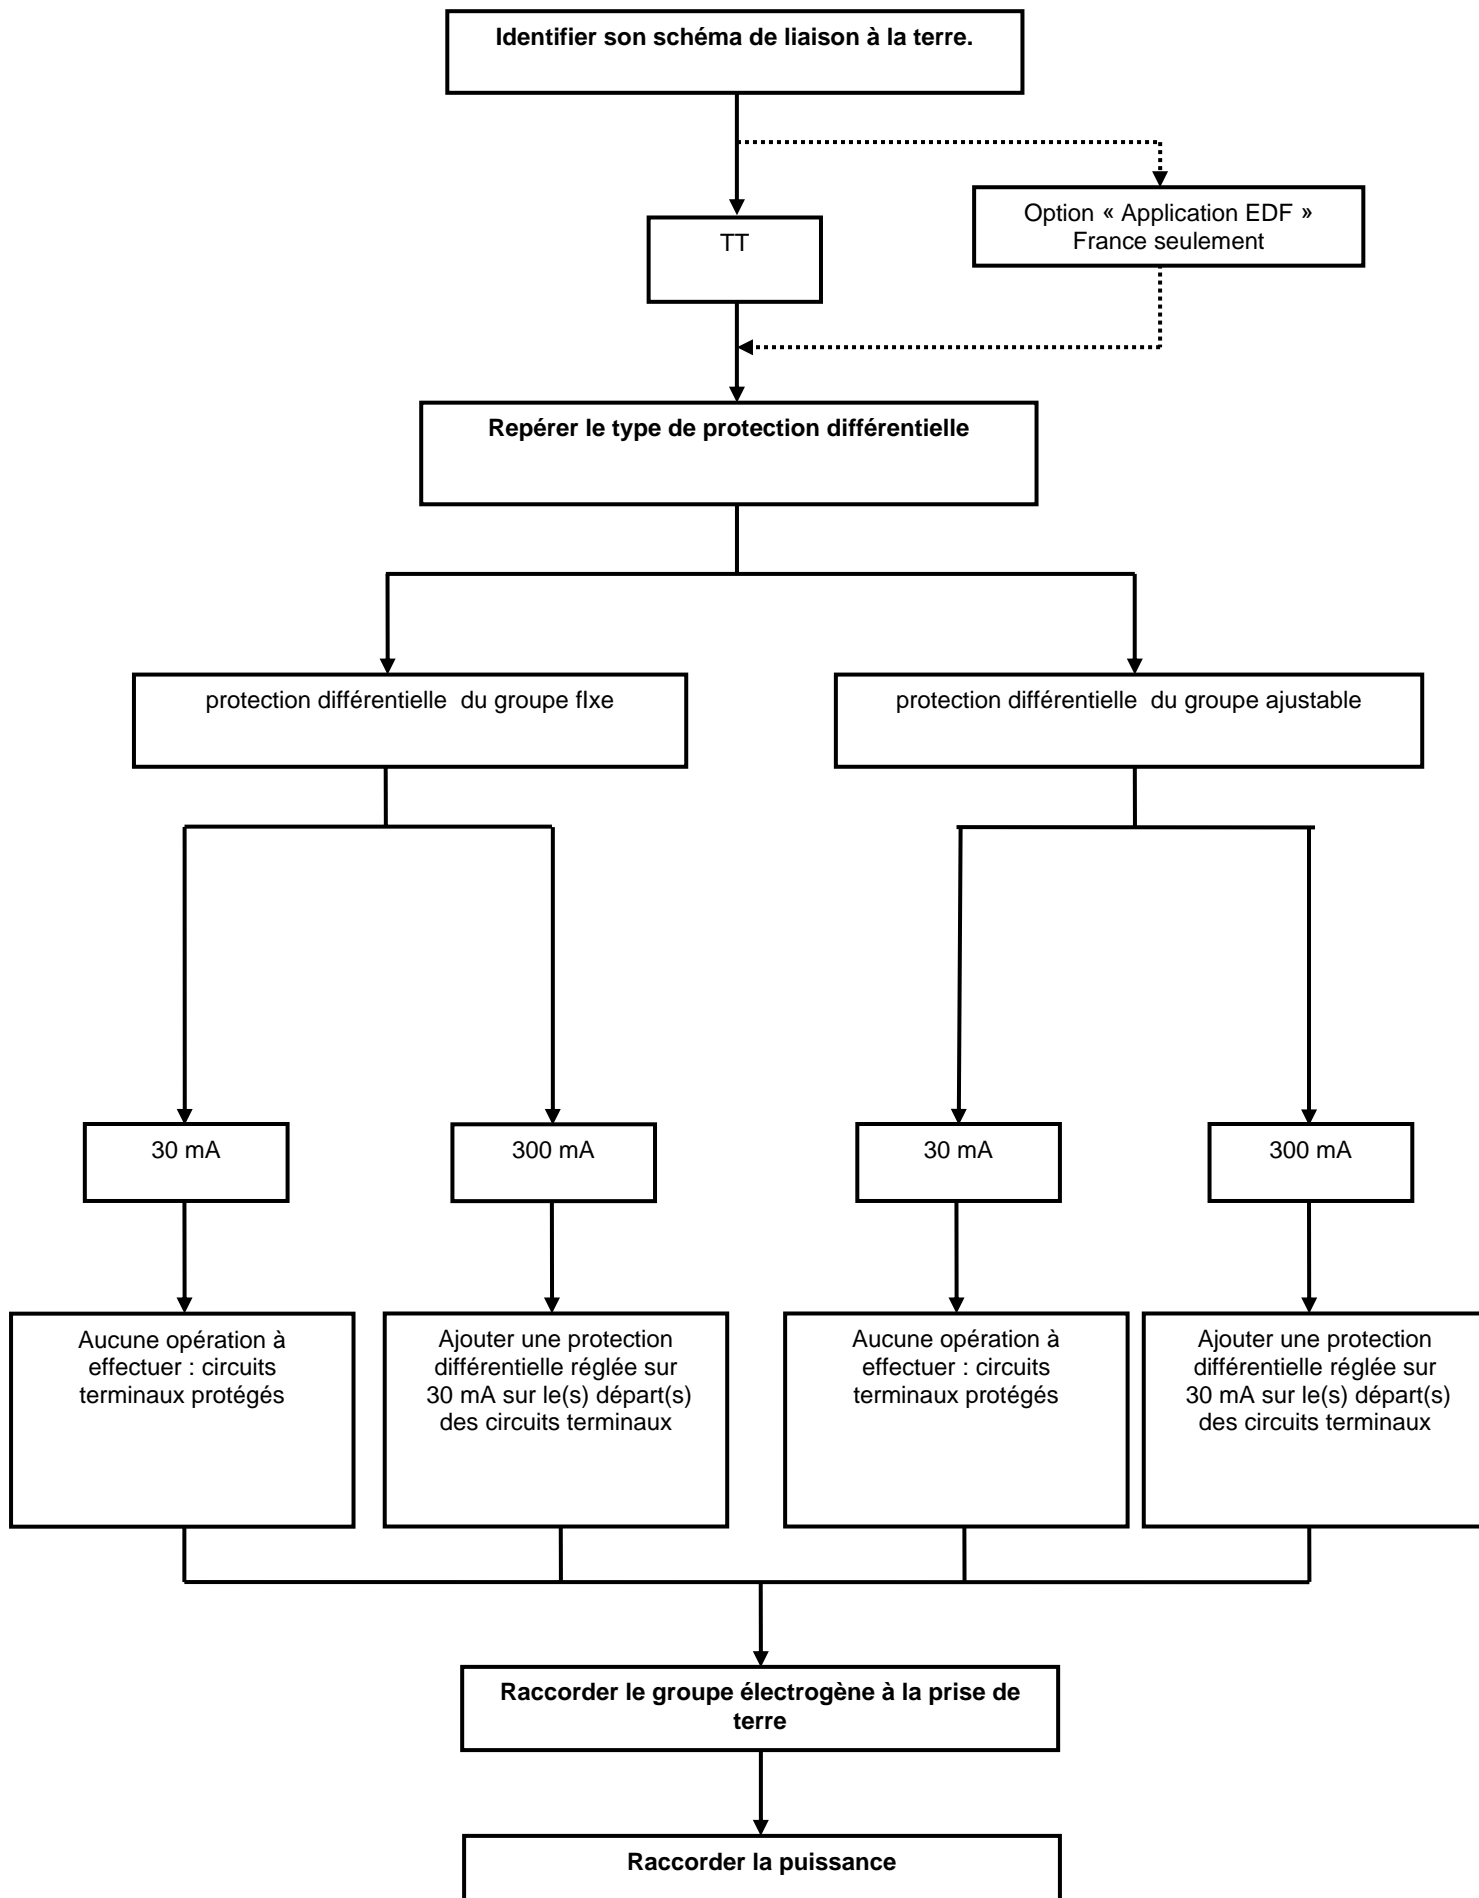 Identifier son schéma de liaison à la terre.
Option « Application EDF »
France seulement
TT
Repérer le type de protection différentielle
protection différentielle  du groupe fIxe
protection différentielle  du groupe ajustable
30 mA
300 mA
30 mA
300 mA
Aucune opération à
effectuer : circuits
terminaux protégés
Ajouter une protection
différentielle réglée sur
30 mA sur le(s) départ(s)
des circuits terminaux
Aucune opération à
effectuer : circuits
terminaux protégés
Ajouter une protection
différentielle réglée sur
30 mA sur le(s) départ(s)
des circuits terminaux
Raccorder le groupe électrogène à la prise de
terre
Raccorder la puissance